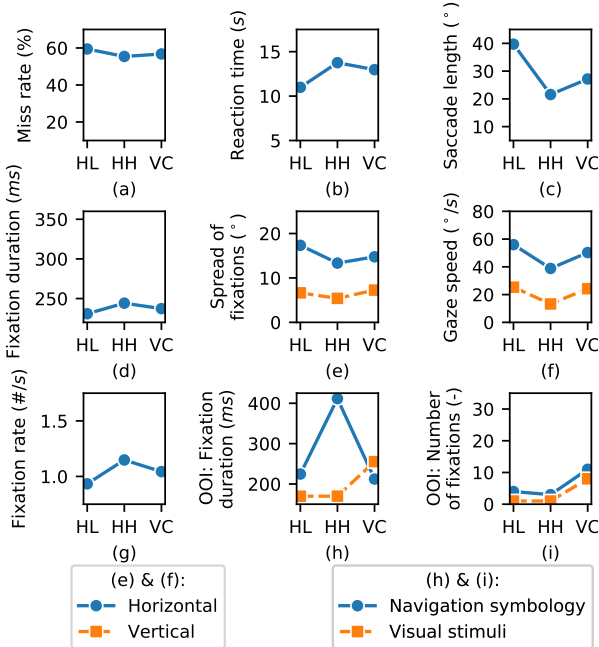 Miss rate (%)
60
40
20
HL HH VC
(a)
Reaction time (s)
15
10
5
HL HH VC
(b)
Saccade length (°)
40
30
20
10
HL HH VC
(c)
Fixation duration (ms)
350
300
250
HL HH VC
(d)
Spread of
fixations (°)
20
10
0
HL HH VC
(e)
Gaze speed (°/s)
80
60
40
20
0
HL HH VC
(f)
Fixation rate (#/s)
1.5
1.0
HL HH VC
(g)
OOI: Fixation
duration (ms)
400
300
200
HL HH VC
(h)
OOI: Number
of fixations (-)
30
20
10
0
HL HH VC
(i)
(e) & (f):
Horizontal
Vertical
(h) & (i):
Navigation symbology
Visual stimuli